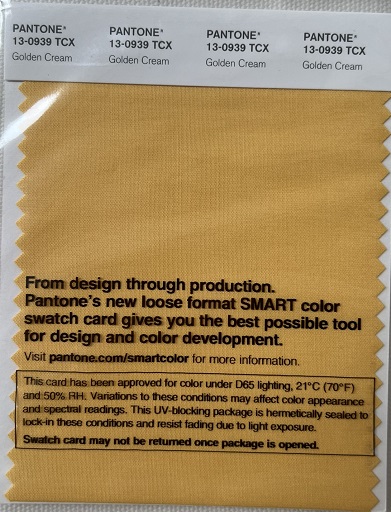 PANTONE® PANTONE® PANTONE® PANTONE®
13-0939 TCX 13-0939 TCX 13-0939 TCX 13-0939 TCX
Golden Cream Golden Cream Golden Cream Golden Cream
From design through production.
Pantone's new loose format SMART color
swatch card gives you the best possible tool
for design and color development.
Visit pantone.com/smartcolor for more information.
This card has been approved for color under D65 lighting, 21°C (70°F)
and 50% RH. Variations to these conditions may affect color appearance
and spectral readings. This UV-blocking package is hermetically sealed to
lock-in these conditions and resist fading due to light exposure.
Swatch card may not be returned once package is opened.